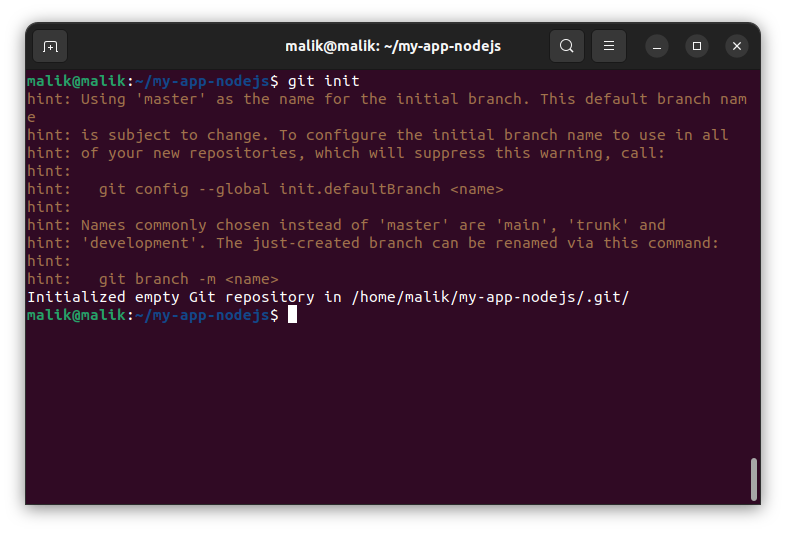 malik@malik: ~/my-app-nodejs
malik@malik:~/my-app-nodejs$ git init
hint: Using 'master' as the name for the initial branch. This default branch nam
e
hint: is subject to change. To configure the initial branch name to use in all
hint: of your new repositories, which will suppress this warning, call:
hint:
hint:   git config --global init.defaultBranch <name>
hint:
hint: Names commonly chosen instead of 'master' are 'main', 'trunk' and
hint: 'development'. The just-created branch can be renamed via this command:
hint:
hint:   git branch -m <name>
Initialized empty Git repository in /home/malik/my-app-nodejs/.git/
malik@malik:~/my-app-nodejs$